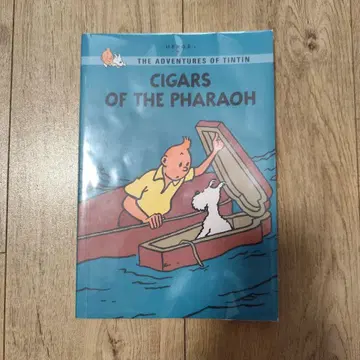 HERGÉ
THE ADVENTURES OF TINTIN
CIGARS
OF THE PHARAOH